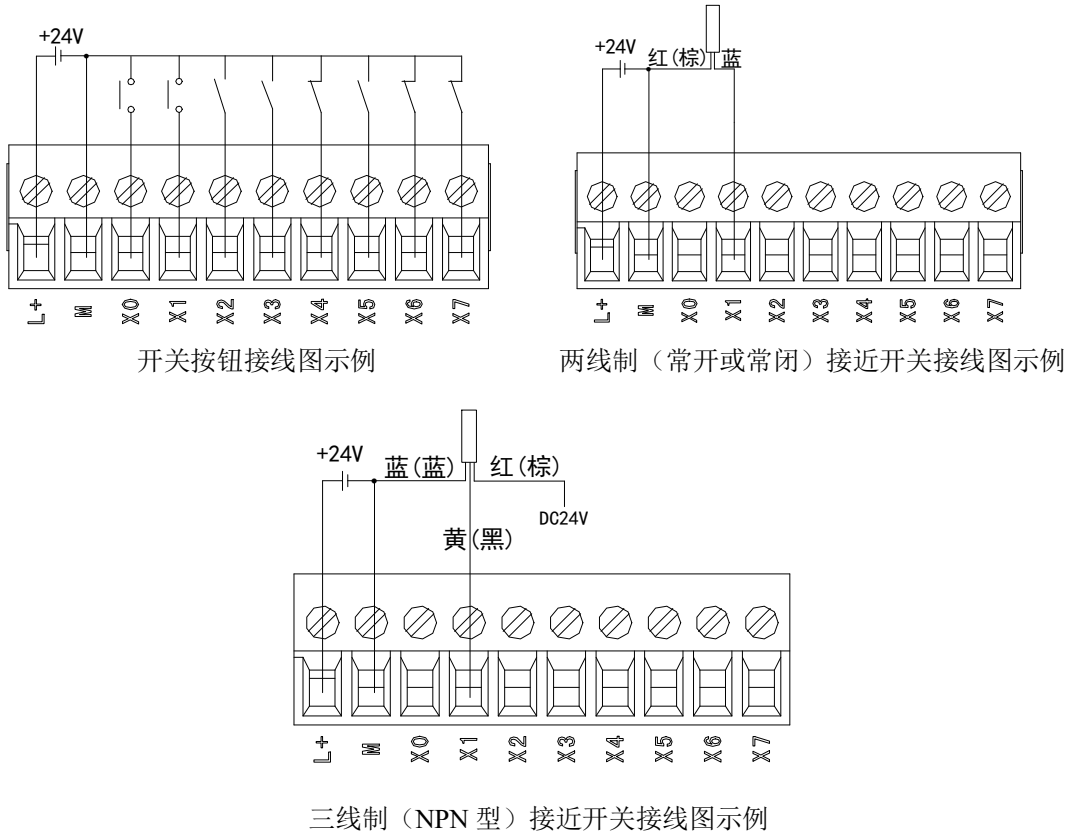 +24V
L+ M X0 X1 X2 X3 X4 X5 X6 X7
开关按钮接线图示例
+24V 红(棕) 蓝
L+ M X0 X1 X2 X3 X4 X5 X6 X7
两线制（常开或常闭）接近开关接线图示例
+24V 蓝(蓝) 红(棕)
DC24V
黄(黑)
L+ M X0 X1 X2 X3 X4 X5 X6 X7
三线制（NPN 型）接近开关接线图示例